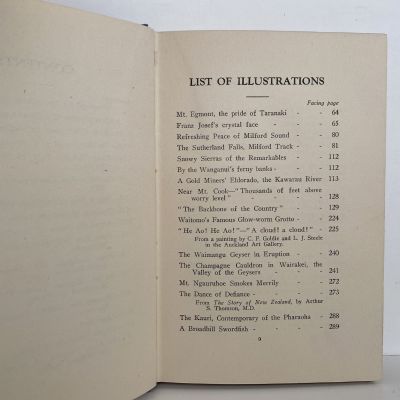 CONTENTS
LIST OF ILLUSTRATIONS
Facing page
Mt. Egmont, the pride of Taranaki - - 64
Franz Josef's crystal face - - - 65
Refreshing Peace of Milford Sound - - 80
The Sutherland Falls, Milford Track - - 81
Snowy Sierras of the Remarkables - - 112
By the Wanganui's ferny banks - - - 112
A Gold Miners' Eldorado, the Kawarau River - 113
Near Mt. Cook—"Thousands of feet above
worry level" - - - - 128
"The Backbone of the Country" - - - 129
Waitomo's Famous Glow-worm Grotto - - 224
"He Ao! He Ao!"—"A cloud! a cloud!" - - 225
From a painting by C. F. Goldie and L. J. Steele
in the Auckland Art Gallery.
The Waimangu Geyser in Eruption - - 240
The Champagne Cauldron in Wairakei, the
Valley of the Geysers - - - 241
Mt. Ngauruhoe Smokes Merrily - - - 272
The Dance of Defiance - - - - 273
From The Story of New Zealand, by Arthur
S. Thomson, M.D.
The Kauri, Contemporary of the Pharaohs - 288
A Broadbill Swordfish - - - - 289
9